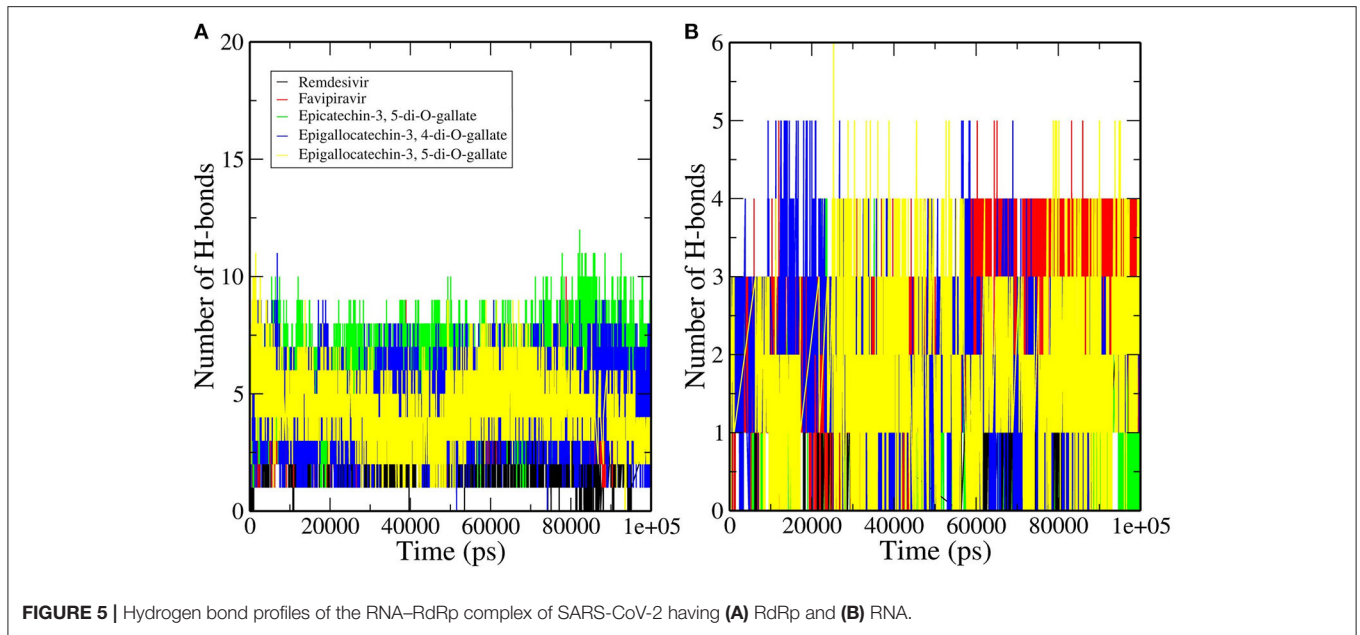 A
20
15
10
5
0
Number of H-bonds
Remdesivir
Favipiravir
Epicatechin-3, 5-di-O-gallate
Epigallocatechin-3, 4-di-O-gallate
Epigallocatechin-3, 5-di-O-gallate
0 20000 40000 60000 80000 1e+05
Time (ps)
B
6
5
4
3
2
1
0
Number of H-bonds
0 20000 40000 60000 80000 1e+05
Time (ps)
FIGURE 5 | Hydrogen bond profiles of the RNA–RdRp complex of SARS-CoV-2 having (A) RdRp and (B) RNA.